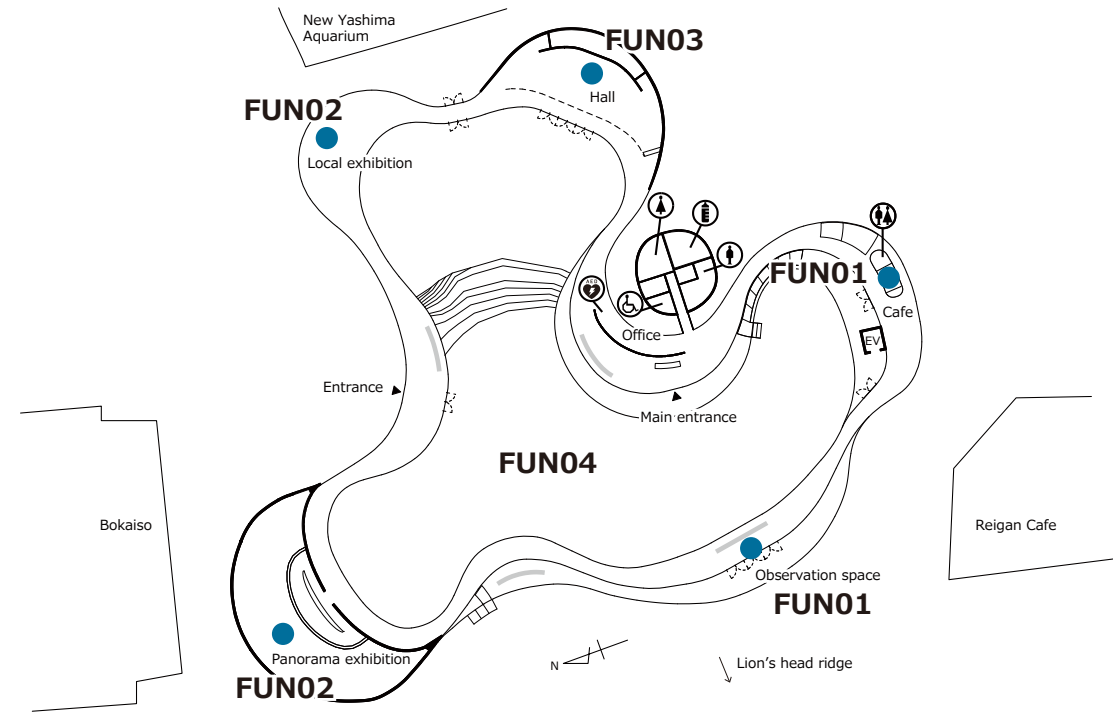 New Yashima
Aquarium
FUN03
Hall
FUN02
Local exhibition
FUN01
Cafe
AED
Office
EV
Entrance
Main entrance
FUN04
Bokaiso
Reigan Cafe
Observation space
FUN01
Panorama exhibition
FUN02
N
Lion's head ridge